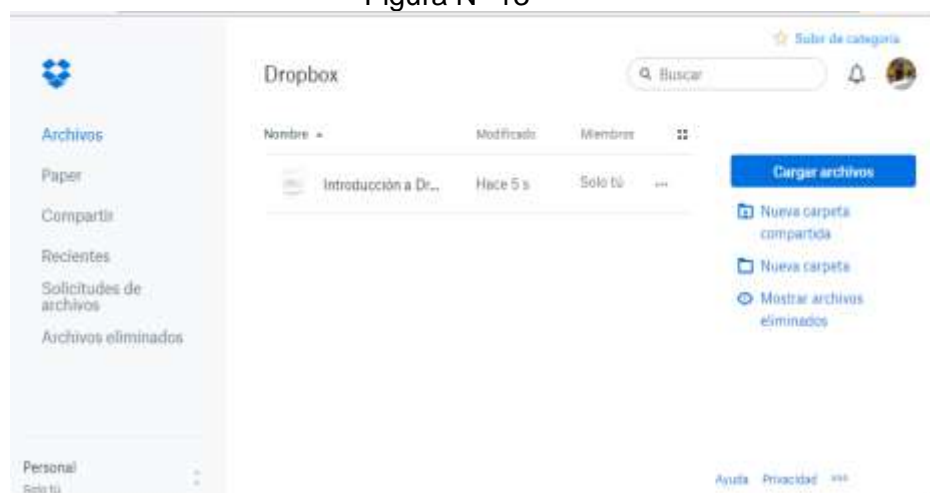 Figura N° 18
Subir de categoría
Dropbox
Buscar
Archivos
Paper
Compartir
Recientes
Solicitudes de
archivos
Archivos eliminados
Personal
Solo tú
Nombre
Modificado
Miembros
Introducción a Dr...
Hace 5 s
Solo tú
...
Cargar archivos
Nueva carpeta
compartida
Nueva carpeta
Mostrar archivos
eliminados
Ayuda Privacidad